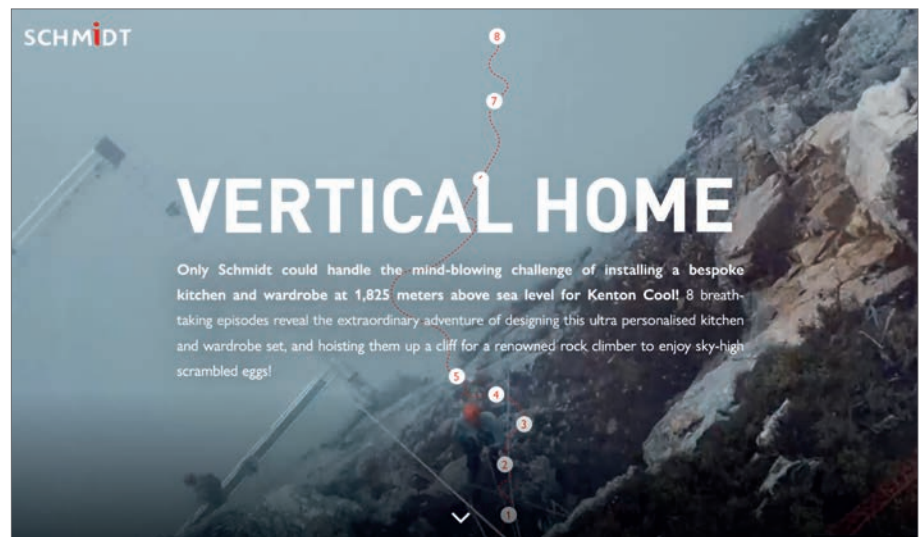 SCHMiDT
8
7
VERTICAL HOME
Only Schmidt could handle the mind-blowing challenge of installing a bespoke
kitchen and wardrobe at 1,825 meters above sea level for Kenton Cool! 8 breath-
taking episodes reveal the extraordinary adventure of designing this ultra personalised kitchen
and wardrobe set, and hoisting them up a cliff for a renowned rock climber to enjoy sky-high
scrambled eggs!
5
4
3
2
1